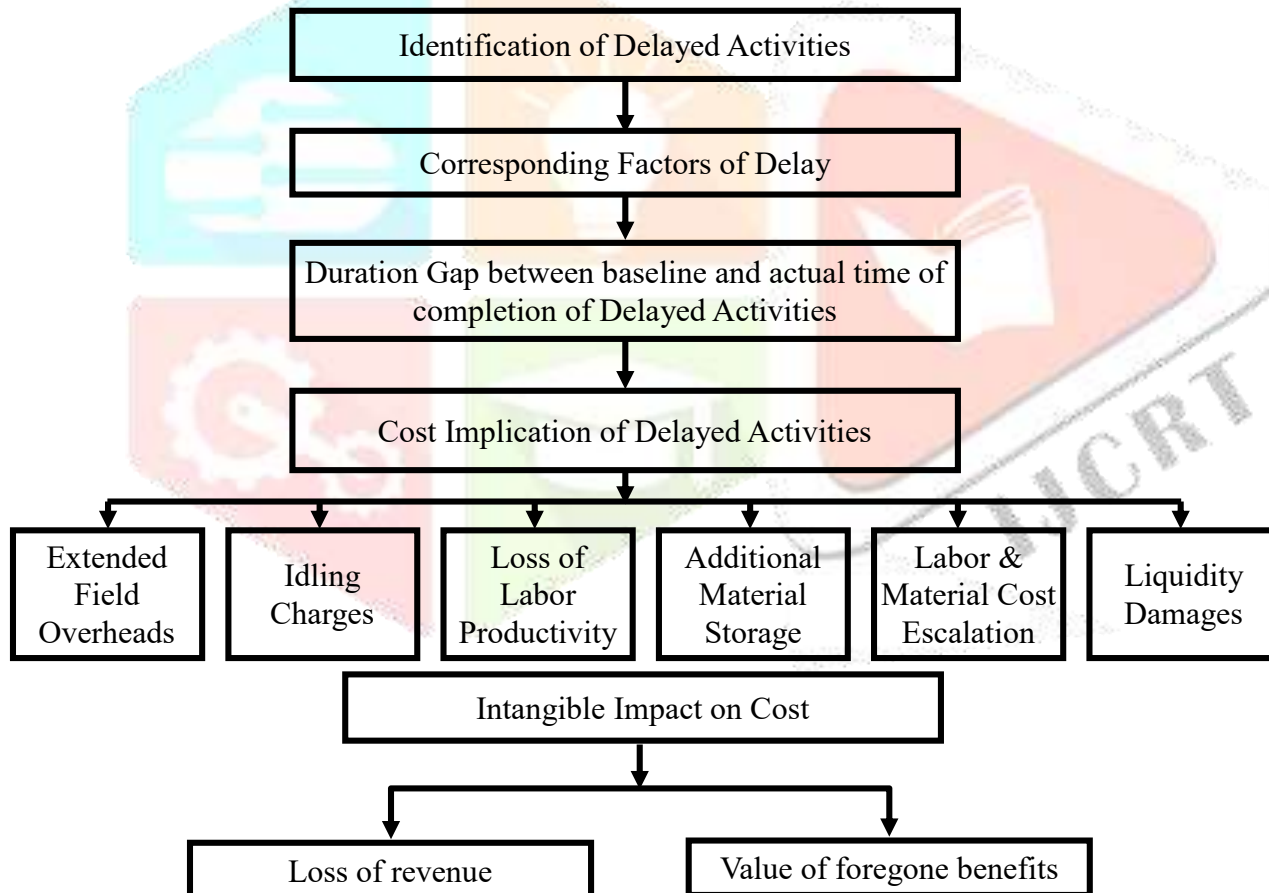 Identification of Delayed Activities
Corresponding Factors of Delay
Duration Gap between baseline and actual time of
completion of Delayed Activities
Cost Implication of Delayed Activities
Extended
Field
Overheads
Idling
Charges
Loss of
Labor
Productivity
Additional
Material
Storage
Labor &
Material Cost
Escalation
Liquidity
Damages
Intangible Impact on Cost
Loss of revenue
Value of foregone benefits
IJCRT